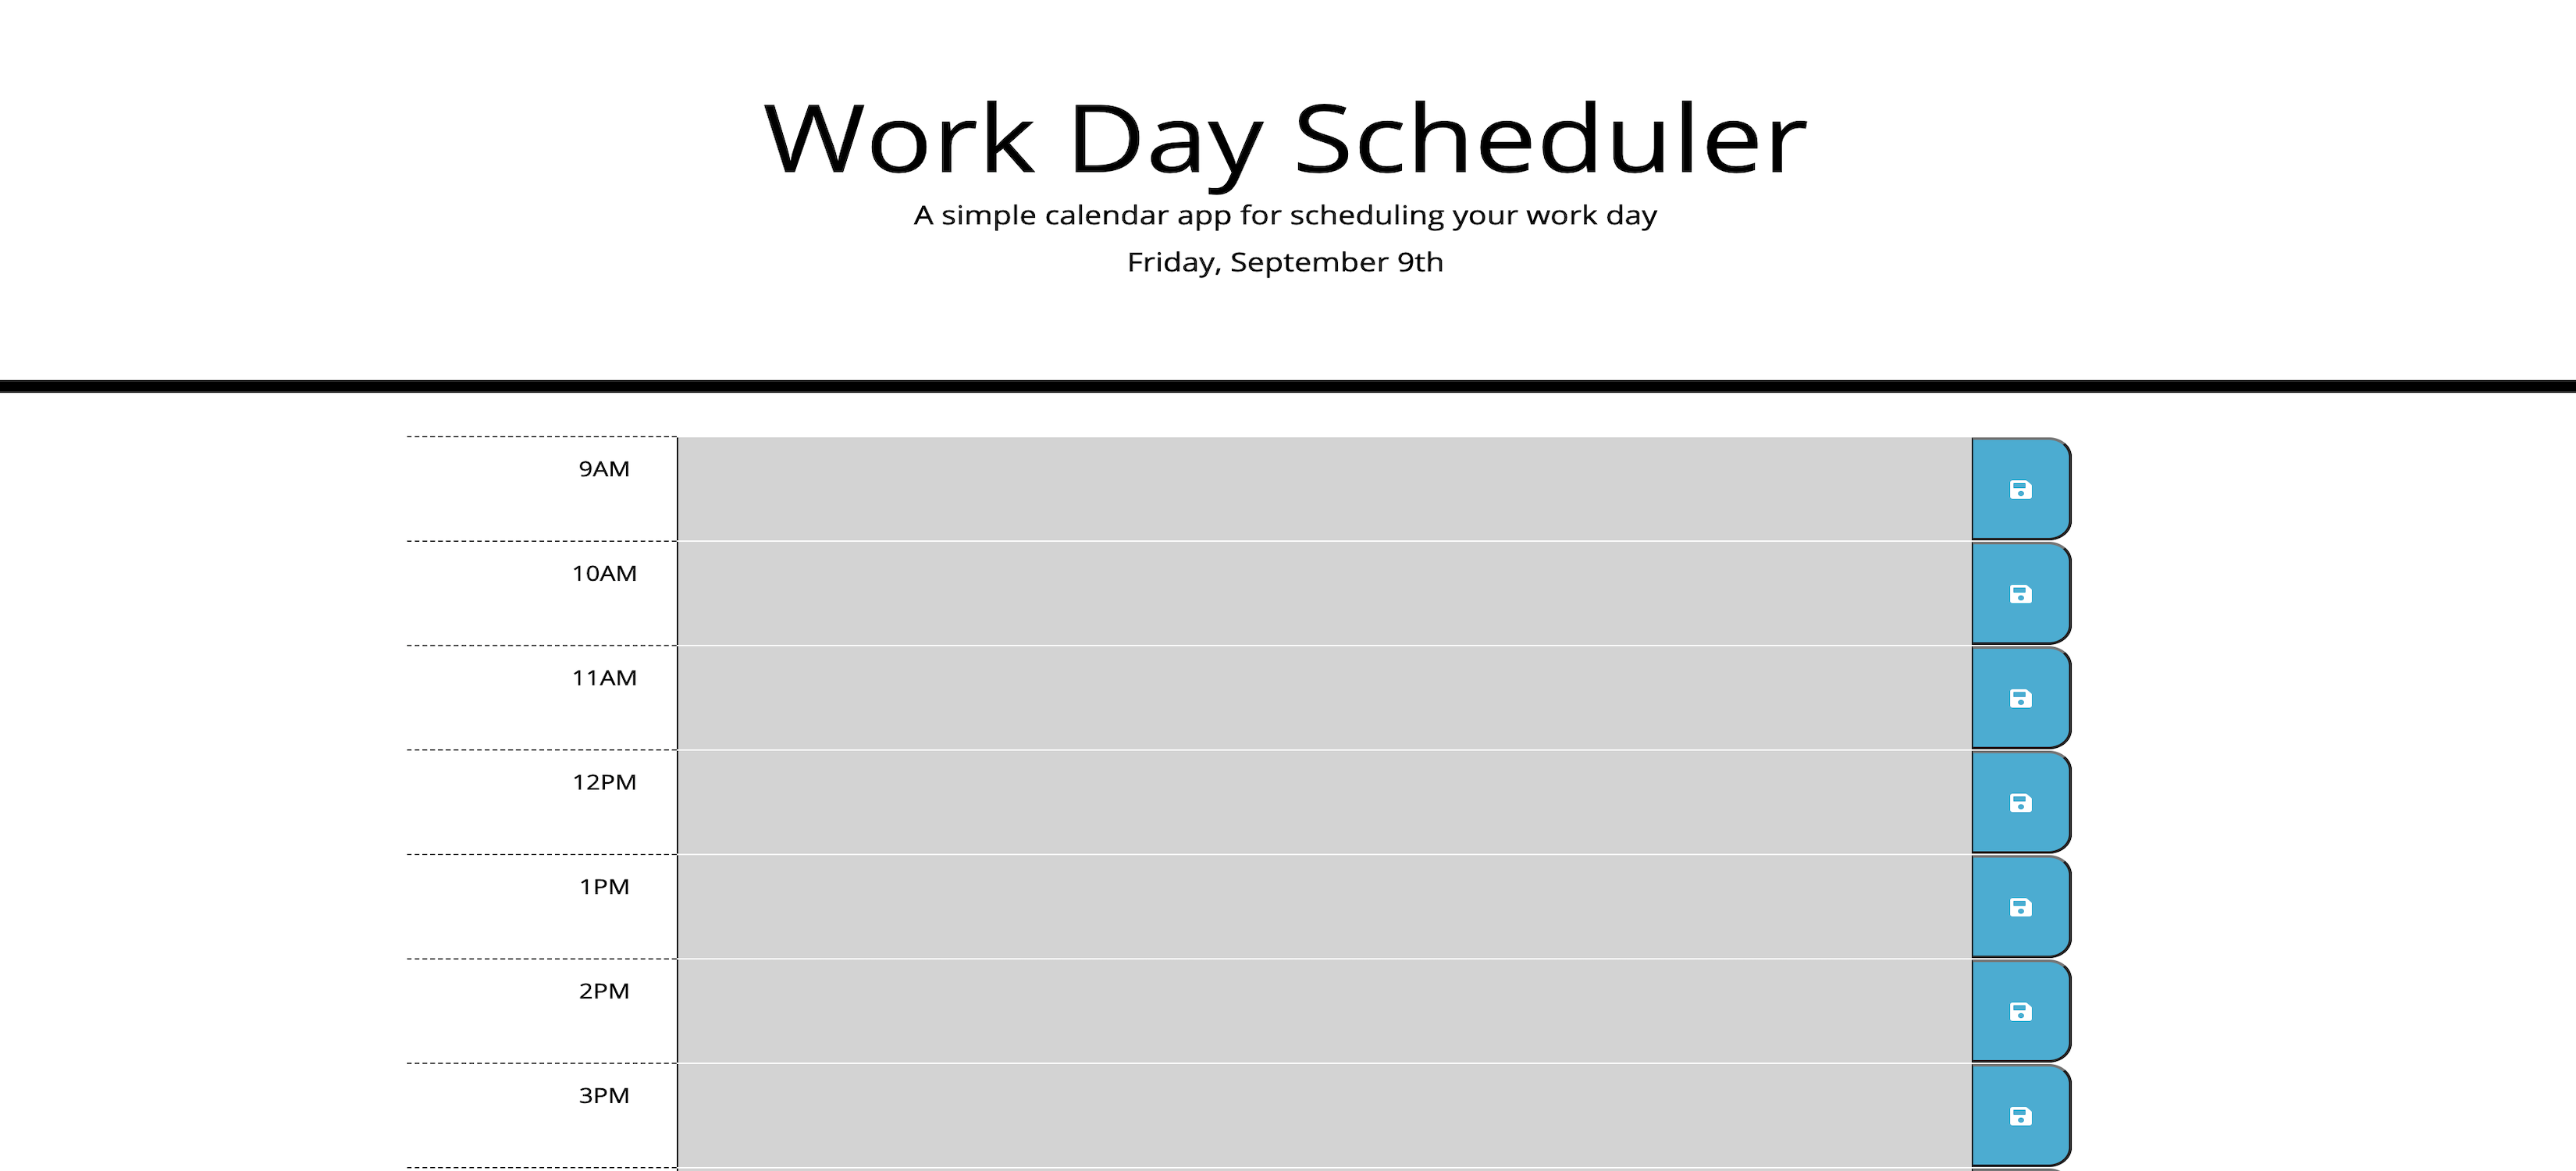 Work Day Scheduler
A simple calendar app for scheduling your work day
Friday, September 9th
9AM
10AM
11AM
12PM
1PM
2PM
3PM